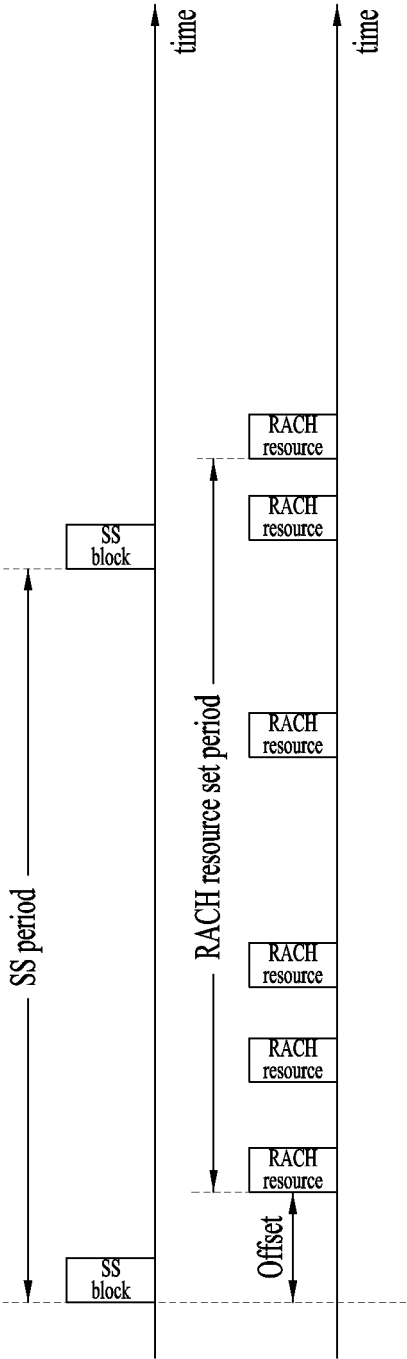 time
SS
block
SS period
SS
block
time
RACH
resource
RACH
resource
RACH resource set period
RACH
resource
RACH
resource
RACH
resource
RACH
resource
Offset